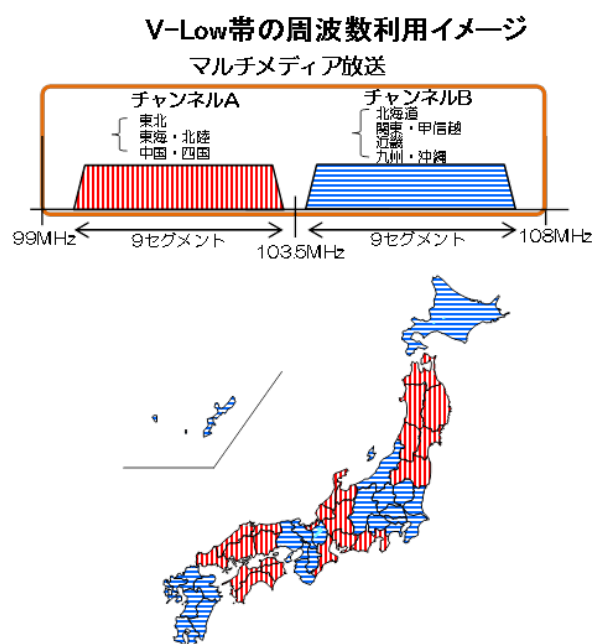 V-Low帯の周波数利用イメージ
マルチメディア放送
チャンネルA
東北
東海・北陸
中国・四国
チャンネルB
北海道
関東・甲信越
近畿
九州・沖縄
99MHz
9セグメント
103.5MHz
9セグメント
108MHz